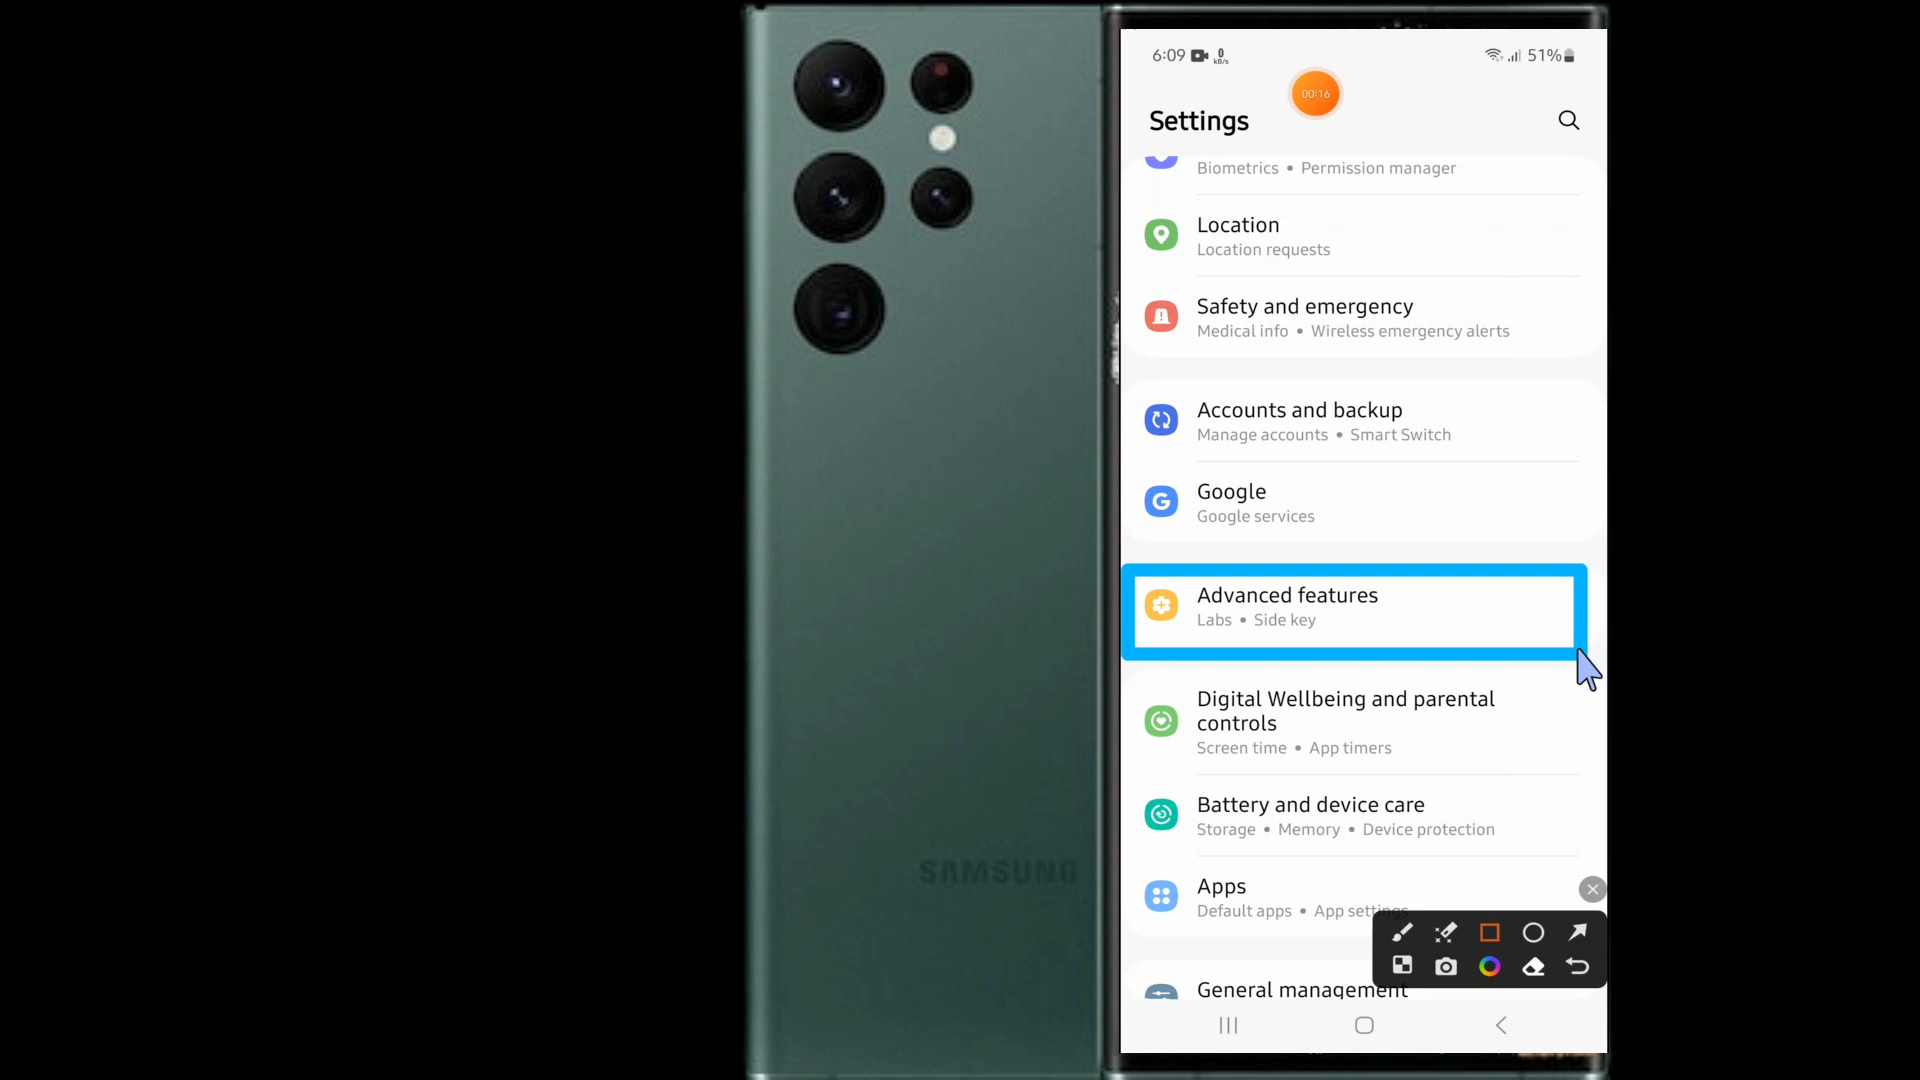 6:09 0 kB/s 51%
00:16
Settings
Biometrics • Permission manager
Location
Location requests
Safety and emergency
Medical info • Wireless emergency alerts
Accounts and backup
Manage accounts • Smart Switch
Google
Google services
Advanced features
Labs • Side key
Digital Wellbeing and parental
controls
Screen time • App timers
Battery and device care
Storage • Memory • Device protection
SAMSUNG
Apps
Default apps • App settings
General management